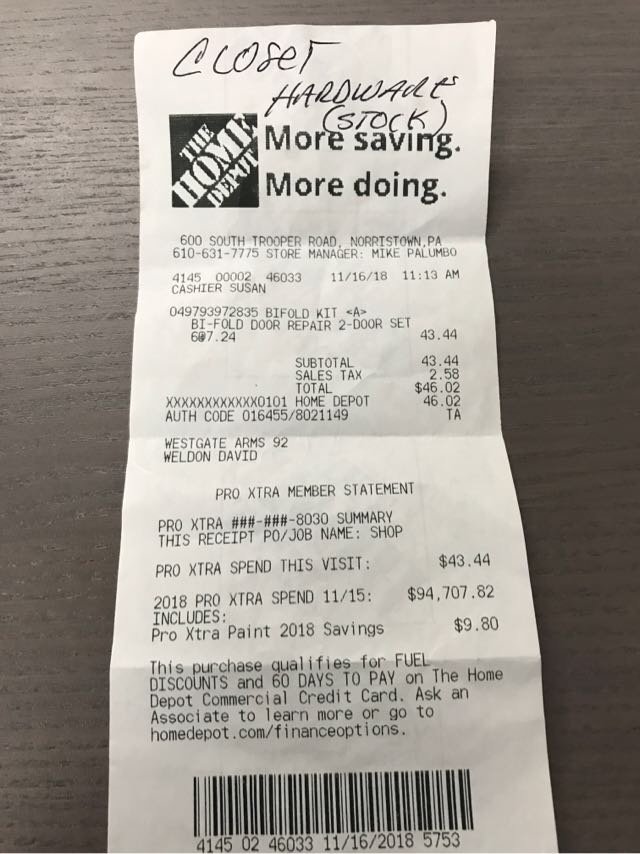 CLOSET
HARDWARE
(STOCK)
THE
HOME
DEPOT
More saving.
More doing.
600 SOUTH TROOPER ROAD, NORRISTOWN,PA
610-631-7775 STORE MANAGER: MIKE PALUMBO
4145 00002 46033 11/16/18 11:13 AM
CASHIER SUSAN
049793972835 BIFOLD KIT <A>
BI-FOLD DOOR REPAIR 2-DOOR SET
6@7.24 43.44
SUBTOTAL 43.44
SALES TAX 2.58
TOTAL $46.02
XXXXXXXXXXXX0101 HOME DEPOT 46.02
AUTH CODE 016455/8021149 TA
WESTGATE ARMS 92
WELDON DAVID
PRO XTRA MEMBER STATEMENT
PRO XTRA ###-###-8030 SUMMARY
THIS RECEIPT PO/JOB NAME: SHOP
PRO XTRA SPEND THIS VISIT: $43.44
2018 PRO XTRA SPEND 11/15: $94,707.82
INCLUDES:
Pro Xtra Paint 2018 Savings $9.80
This purchase qualifies for FUEL
DISCOUNTS and 60 DAYS TO PAY on The Home
Depot Commercial Credit Card. Ask an
Associate to learn more or go to
homedepot.com/financeoptions.
4145 02 46033 11/16/2018 5753